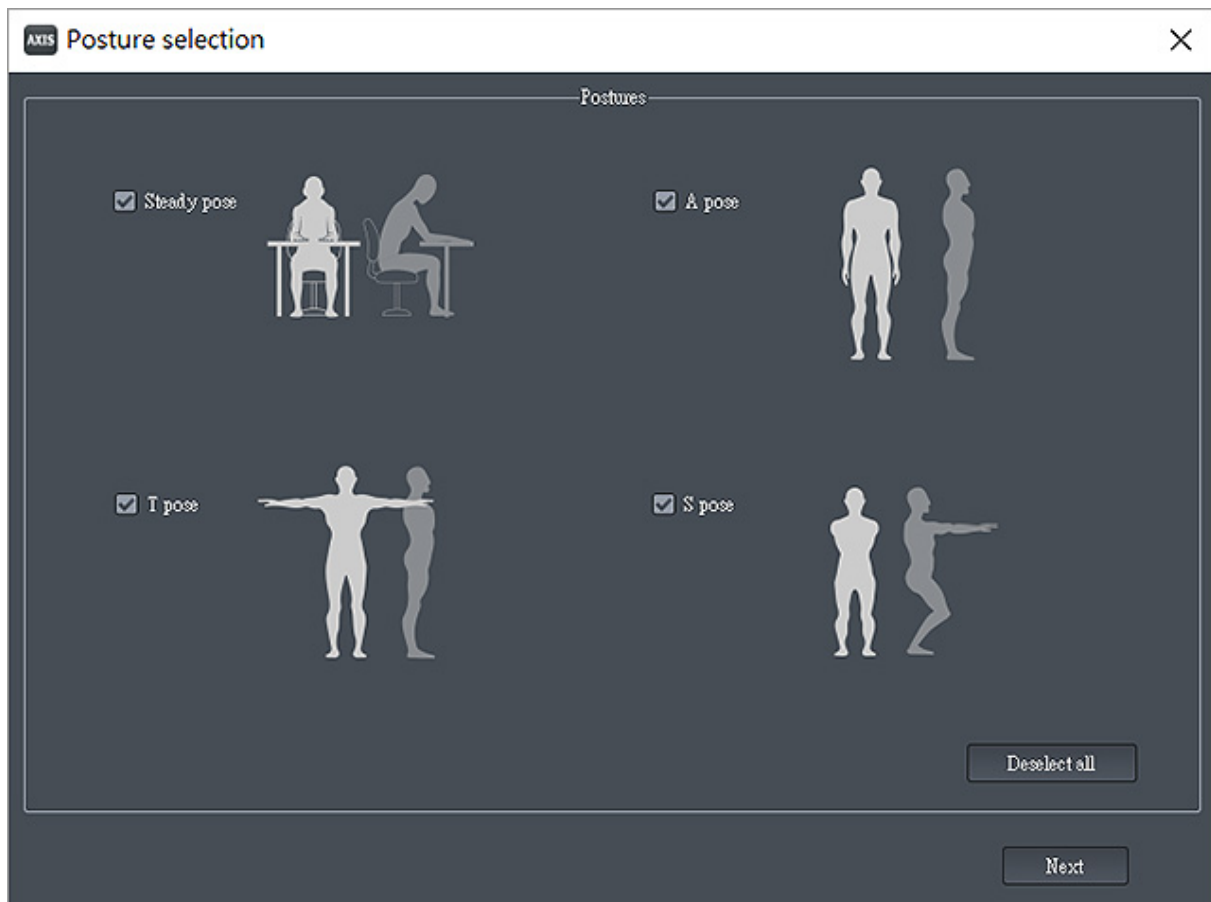 AXIS Posture selection
Postures
Steady pose
A pose
T pose
S pose
Deselect all
Next